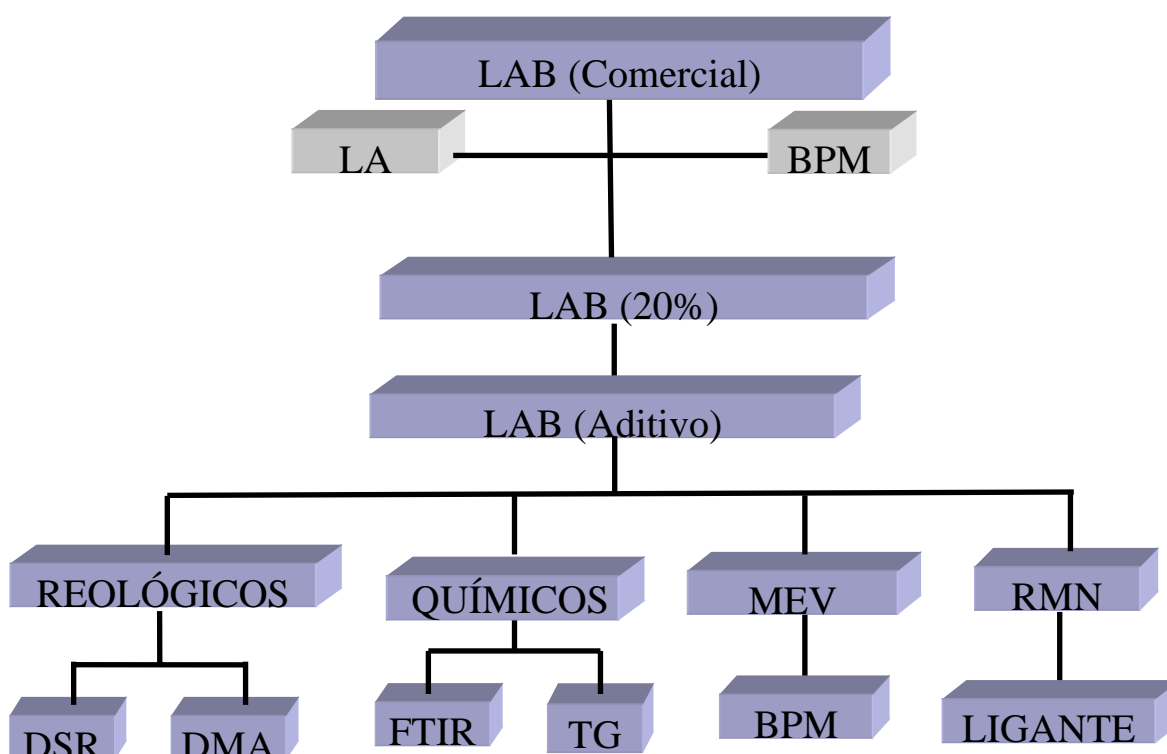 LAB (Comercial)
LA
BPM
LAB (20%)
LAB (Aditivo)
REOLÓGICOS
QUÍMICOS
MEV
RMN
DSR
DMA
FTIR
TG
BPM
LIGANTE